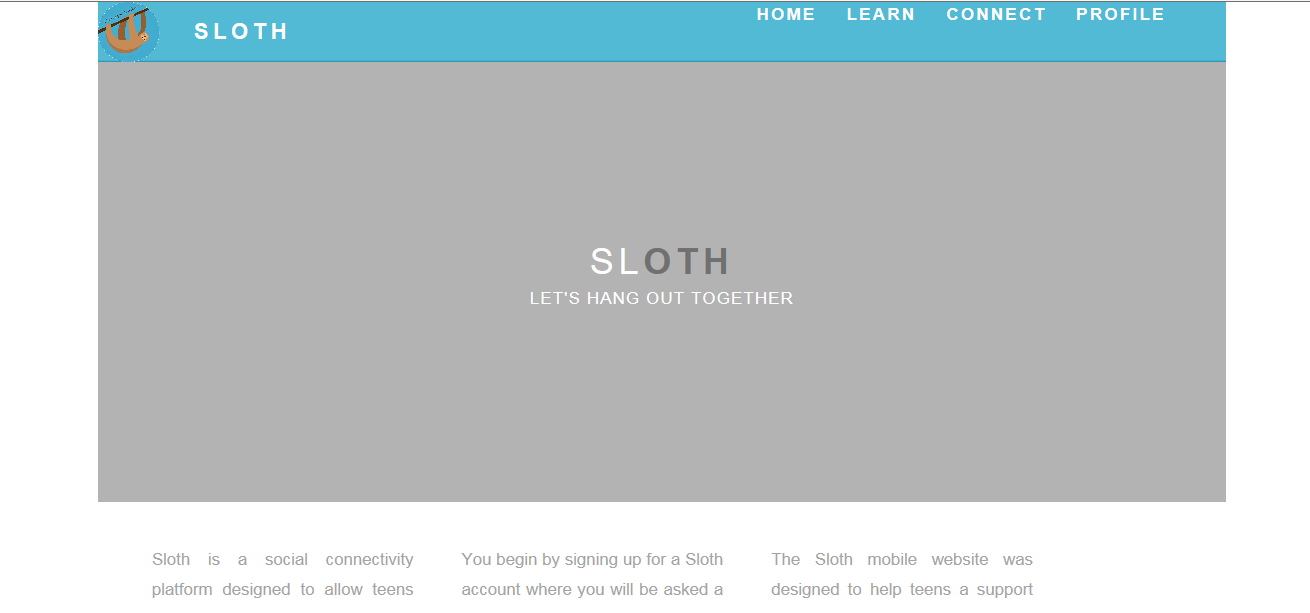 SLOTH
HOME LEARN CONNECT PROFILE
SLOTH
LET'S HANG OUT TOGETHER
Sloth is a social connectivity
platform designed to allow teens
You begin by signing up for a Sloth
account where you will be asked a
The Sloth mobile website was
designed to help teens a support